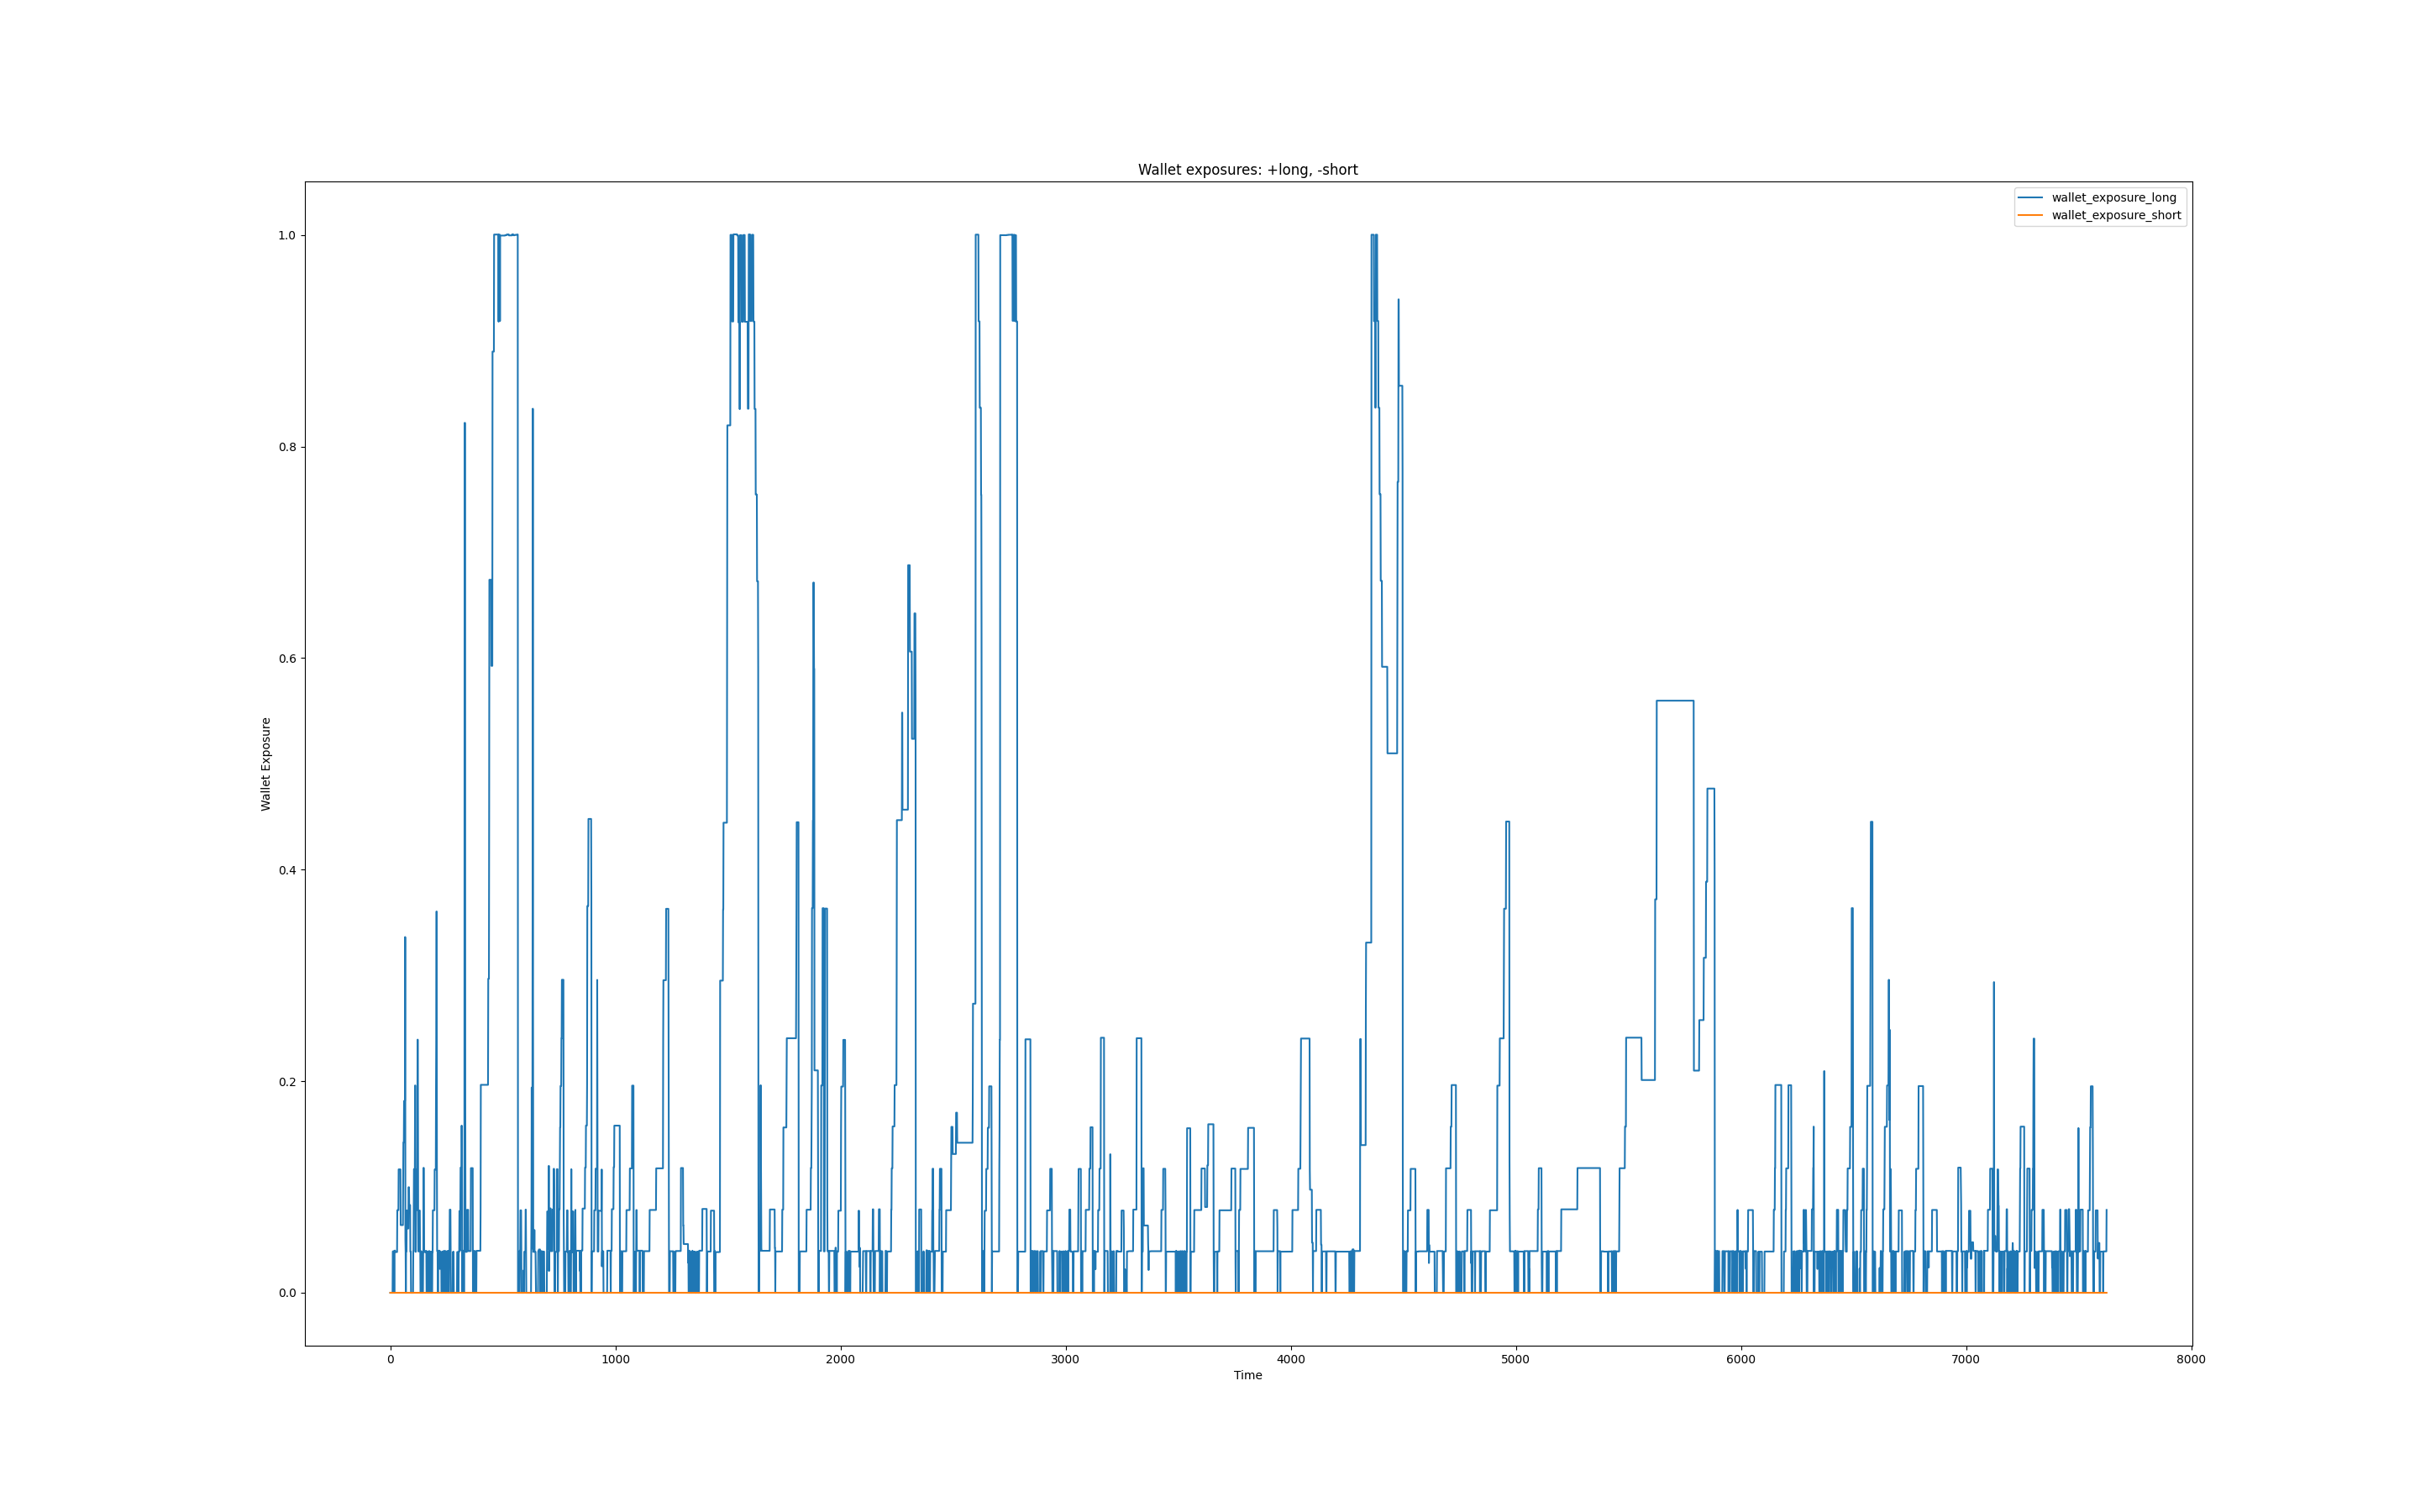 Wallet exposures: +long, -short
wallet_exposure_long
wallet_exposure_short
1.0
0.8
0.6
0.4
0.2
0.0
Wallet Exposure
0 1000 2000 3000 4000 5000 6000 7000 8000
Time